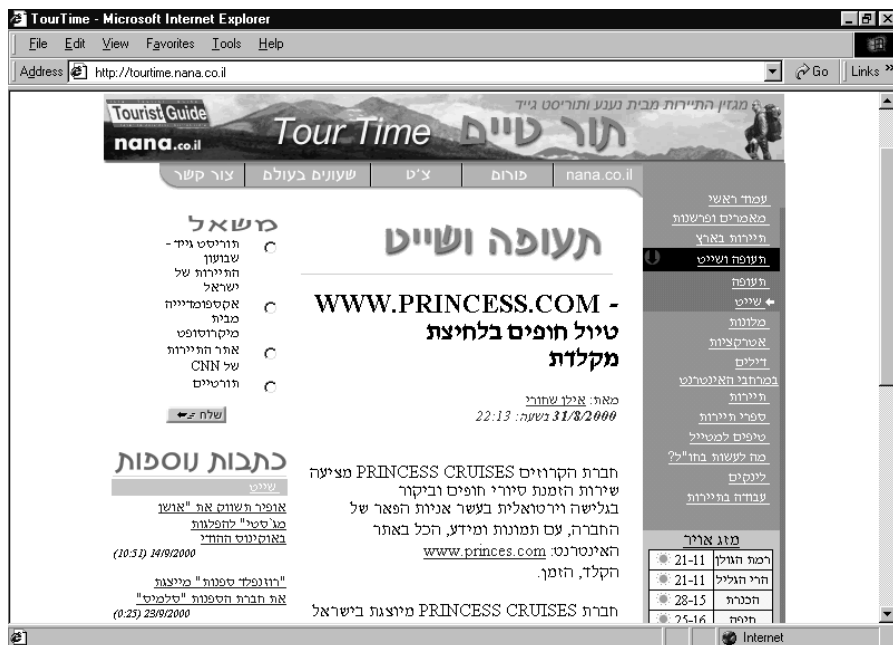 TourTime - Microsoft Internet Explorer
File Edit View Favorites Tools Help
Address http://tourtime.nana.co.il Go Links »
Tourist Guide
nana.co.il
Tour Time תור טיים
מגזין התיירות מבית נענע ותוריסט גייד
nana.co.il פורום צ'ט שעונים בעולם צור קשר
עמוד ראשי
מאמרים ופרשנות
תיירות בארץ
תעופה ושייט
תעופה
שייט
מלונות
אטרקציות
דילים
במרחבי האינטרנט
תיירות
ספרי תיירות
טיפים למטייל
מה לעשות בחו"ל?
לינקים
עבודה בתיירות
מזג אויר
רמת הגולן 21-11
הרי הגליל 21-11
הכנרת 28-15
חיפה 25-16
תעופה ושייט
WWW.PRINCESS.COM -
טיול חופים בלחיצת
מקלדת
מאת: אילן שחורי
31/8/2000 בשעה: 22:13
חברת הקרוזים PRINCESS CRUISES מציעה
שירות הזמנת סיורי חופים וביקור
בגלישה וירטואלית בעשר אניות הפאר של
החברה, עם תמונות ומידע, הכל באתר
האינטרנט: www.princes.com
הקלד, הזמן.
חברת PRINCESS CRUISES מיוצגת בישראל
משאל
תוריסט גייד -
שבועון
התיירות של
ישראל
אקספומדייה
מבית
מיקרוסופט
אתר התיירות
של CNN
תורטיים
שלח
כתבות נוספות
שייט
אופיר תשווק את "אושן
מג'סטי" להפלגות
באוקינוס ההודי
(10:51) 14/9/2000
"רוזנפלד ספנות" מייצגת
את חברת הספנות "סלמיס"
(0:25) 23/9/2000
Internet